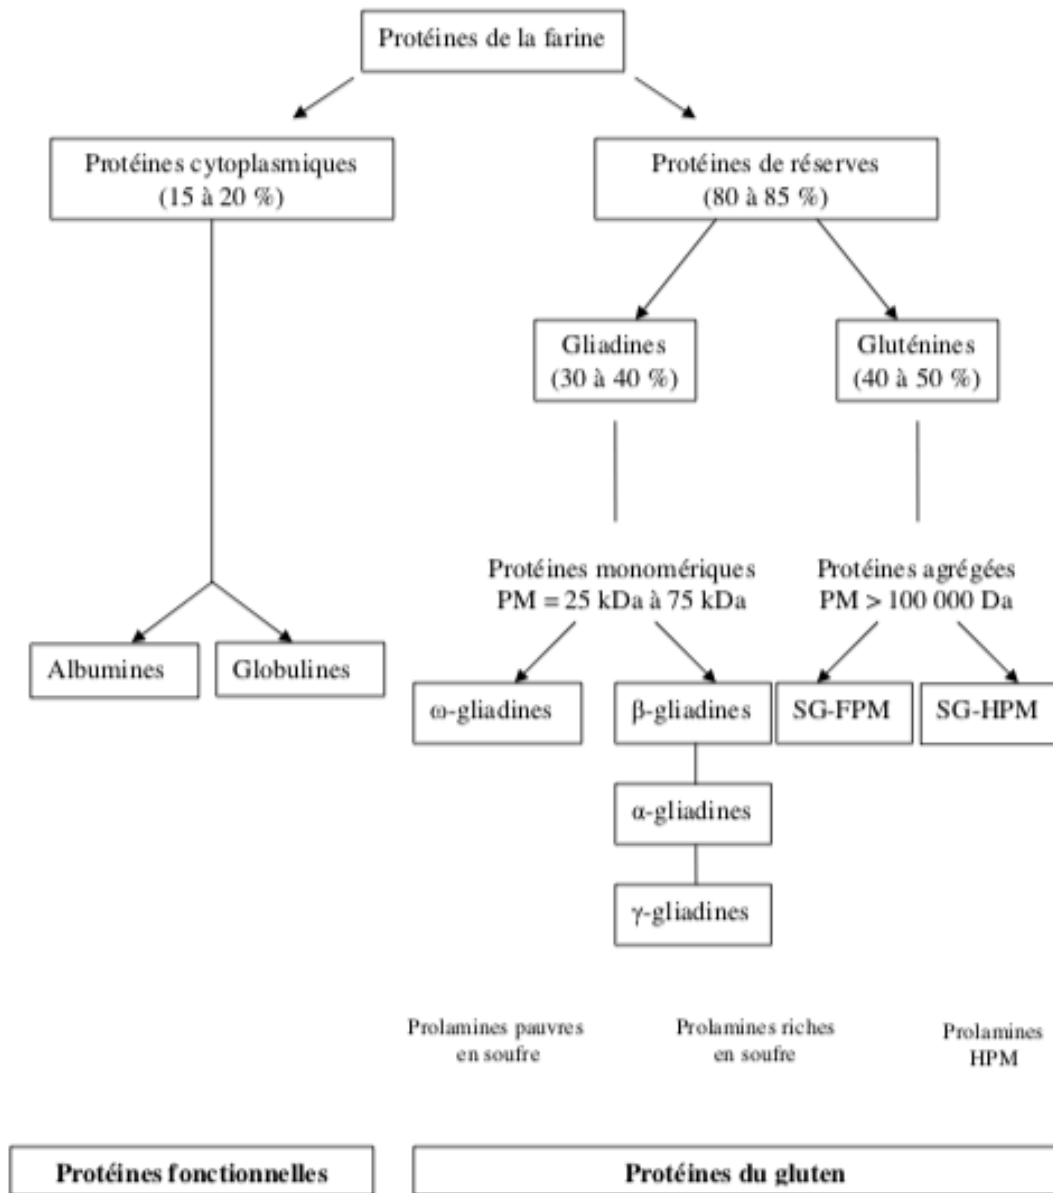 Protéines de la farine
Protéines cytoplasmiques
(15 à 20 %)
Protéines de réserves
(80 à 85 %)
Gliadines
(30 à 40 %)
Gluténines
(40 à 50 %)
Protéines monomériques
PM = 25 kDa à 75 kDa
Protéines agrégées
PM > 100 000 Da
Albumines
Globulines
ω-gliadines
β-gliadines
SG-FPM
SG-HPM
α-gliadines
γ-gliadines
Prolamines pauvres
en soufre
Prolamines riches
en soufre
Prolamines
HPM
Protéines fonctionnelles
Protéines du gluten